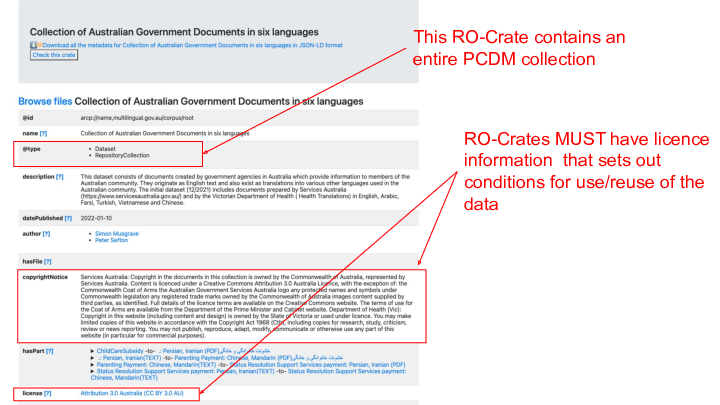 Collection of Australian Government Documents in six languages
Download all the metadata for Collection of Australian Government Documents in six languages in JSON-LD format
Check this crate
This RO-Crate contains an
entire PCDM collection
Browse files Collection of Australian Government Documents in six languages
@id arcp://name,multilingual.gov.au/corpus/root
name [?] Collection of Australian Government Documents in six languages
@type • Dataset
• RepositoryCollection
RO-Crates MUST have licence
information that sets out
conditions for use/reuse of the
data
description [?] This dataset consists of documents created by government agencies in Australia which provide information to members of the
Australian community. They originate as English text and also exist as translations into various other languages used in the
Australian community. The initial dataset (12/2021) includes documents prepared by Services Australia
(https://www.servicesaustralia.gov.au/) and by the Victorian Department of Health ( Health Translations) in English, Arabic,
Farsi, Turkish, Vietnamese and Chinese.
datePublished [?] 2022-01-10
author [?] • Simon Musgrave
• Peter Sefton
hasFile [?]
copyrightNotice Services Australia: Copyright in the documents in this collection is owned by the Commonwealth of Australia, represented by
Services Australia. Content is licenced under a Creative Commons Attribution 3.0 Australia Licence, with the exception of: the
Commonwealth Coat of Arms the Australian Government Services Australia logo any protected names and symbols under
Commonwealth legislation any registered trade marks owned by the Commonwealth of Australia images content supplied by
third parties, as identified. Full details of the licence terms are available on the Creative Commons website. The terms of use for
the Coat of Arms are available from the Department of the Prime Minister and Cabinet website. Department of Health (Vic):
Copyright in this website (including content and design) is owned by the State of Victoria or used under licence. You may make
limited copies of this website in accordance with the Copyright Act 1968 (Cth), including copies for research, study, criticism,
review or news reporting. You may not publish, reproduce, adapt, modify, communicate or otherwise use any part of this
website (in particular for commercial purposes).
hasPart [?] ▶ ChildCareSubsidy -to- .: Persian, Iranian (PDF)خشونت خانوادگی و خانگی
▶ .: Persian, Iranian(TEXT) -to- Parenting Payment: Chinese, Mandarin (PDF)خشونت خانوادگی و خانگی
▶ Parenting Payment: Chinese, Mandarin(TEXT) -to- Status Resolution Support Services payment: Persian, Iranian (PDF)
▶ Status Resolution Support Services payment: Persian, Iranian(TEXT) -to- Status Resolution Support Services payment:
Chinese, Mandarin(TEXT)
license [?] Attribution 3.0 Australia (CC BY 3.0 AU)